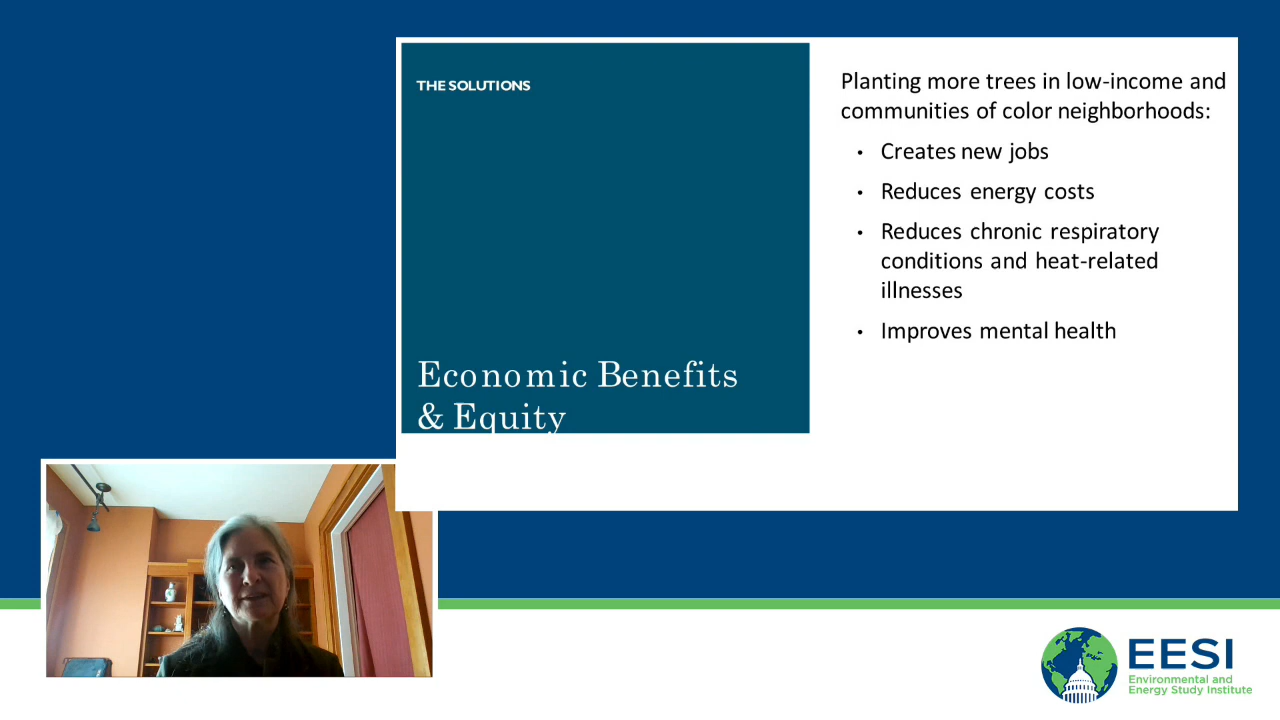 THE SOLUTIONS
Economic Benefits
& Equity
Planting more trees in low-income and
communities of color neighborhoods:
• Creates new jobs
• Reduces energy costs
• Reduces chronic respiratory
conditions and heat-related
illnesses
• Improves mental health
EESI
Environmental and
Energy Study Institute